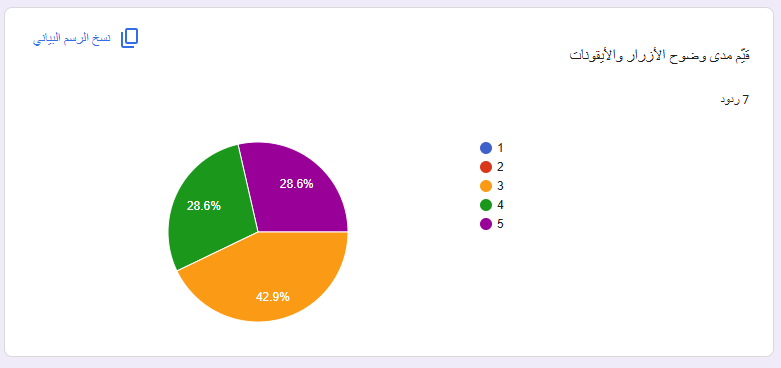 نسخ الرسم البياني
قيّم مدى وضوح الأزرار والأيقونات
7 ردود
1
2
3
4
5
28.6%
28.6%
42.9%